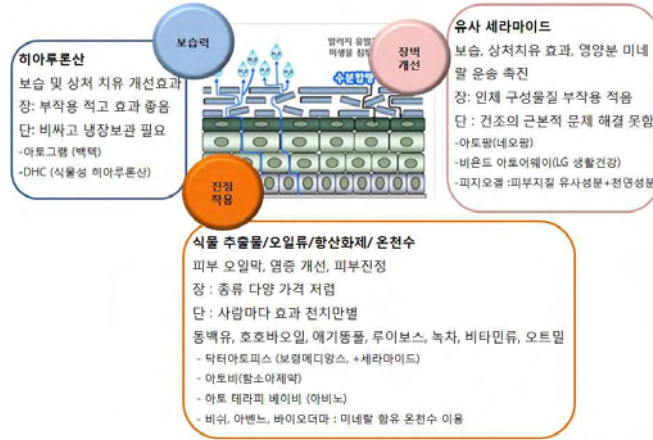 보습력
히아루론산
보습 및 상처 치유 개선효과
장: 부작용 적고 효과 좋음
단: 비싸고 냉장보관 필요
-아토그램 (백텍)
-DHC (식물성 히아루론산)
알러지 유발
미생물 침
수분함량
장벽
개선
유사 세라마이드
보습, 상처치유 효과, 영양분 미네
랄 운송 촉진
장: 인체 구성물질 부작용 적음
단 : 건조의 근본적 문제 해결 못함
-아토팜(네오팜)
-비욘드 아토어웨이(LG 생활건강)
-피지오겔 :피부지질 유사성분+천연성분
진정
작용
식물 추출물/오일류/항산화제/ 온천수
피부 오일막, 염증 개선, 피부진정
장 : 종류 다양 가격 저렴
단 : 사람마다 효과 천치만별
동백유, 호호바오일, 애기똥풀, 루이보스, 녹차, 비타민류, 오트밀
- 닥터아토피스 (보령메디앙스, +세라마이드)
- 아토비(함소아제약)
- 아토 테라피 베이비 (아비노)
- 비쉬, 아벤느, 바이오더마 : 미네랄 함유 온천수 이용